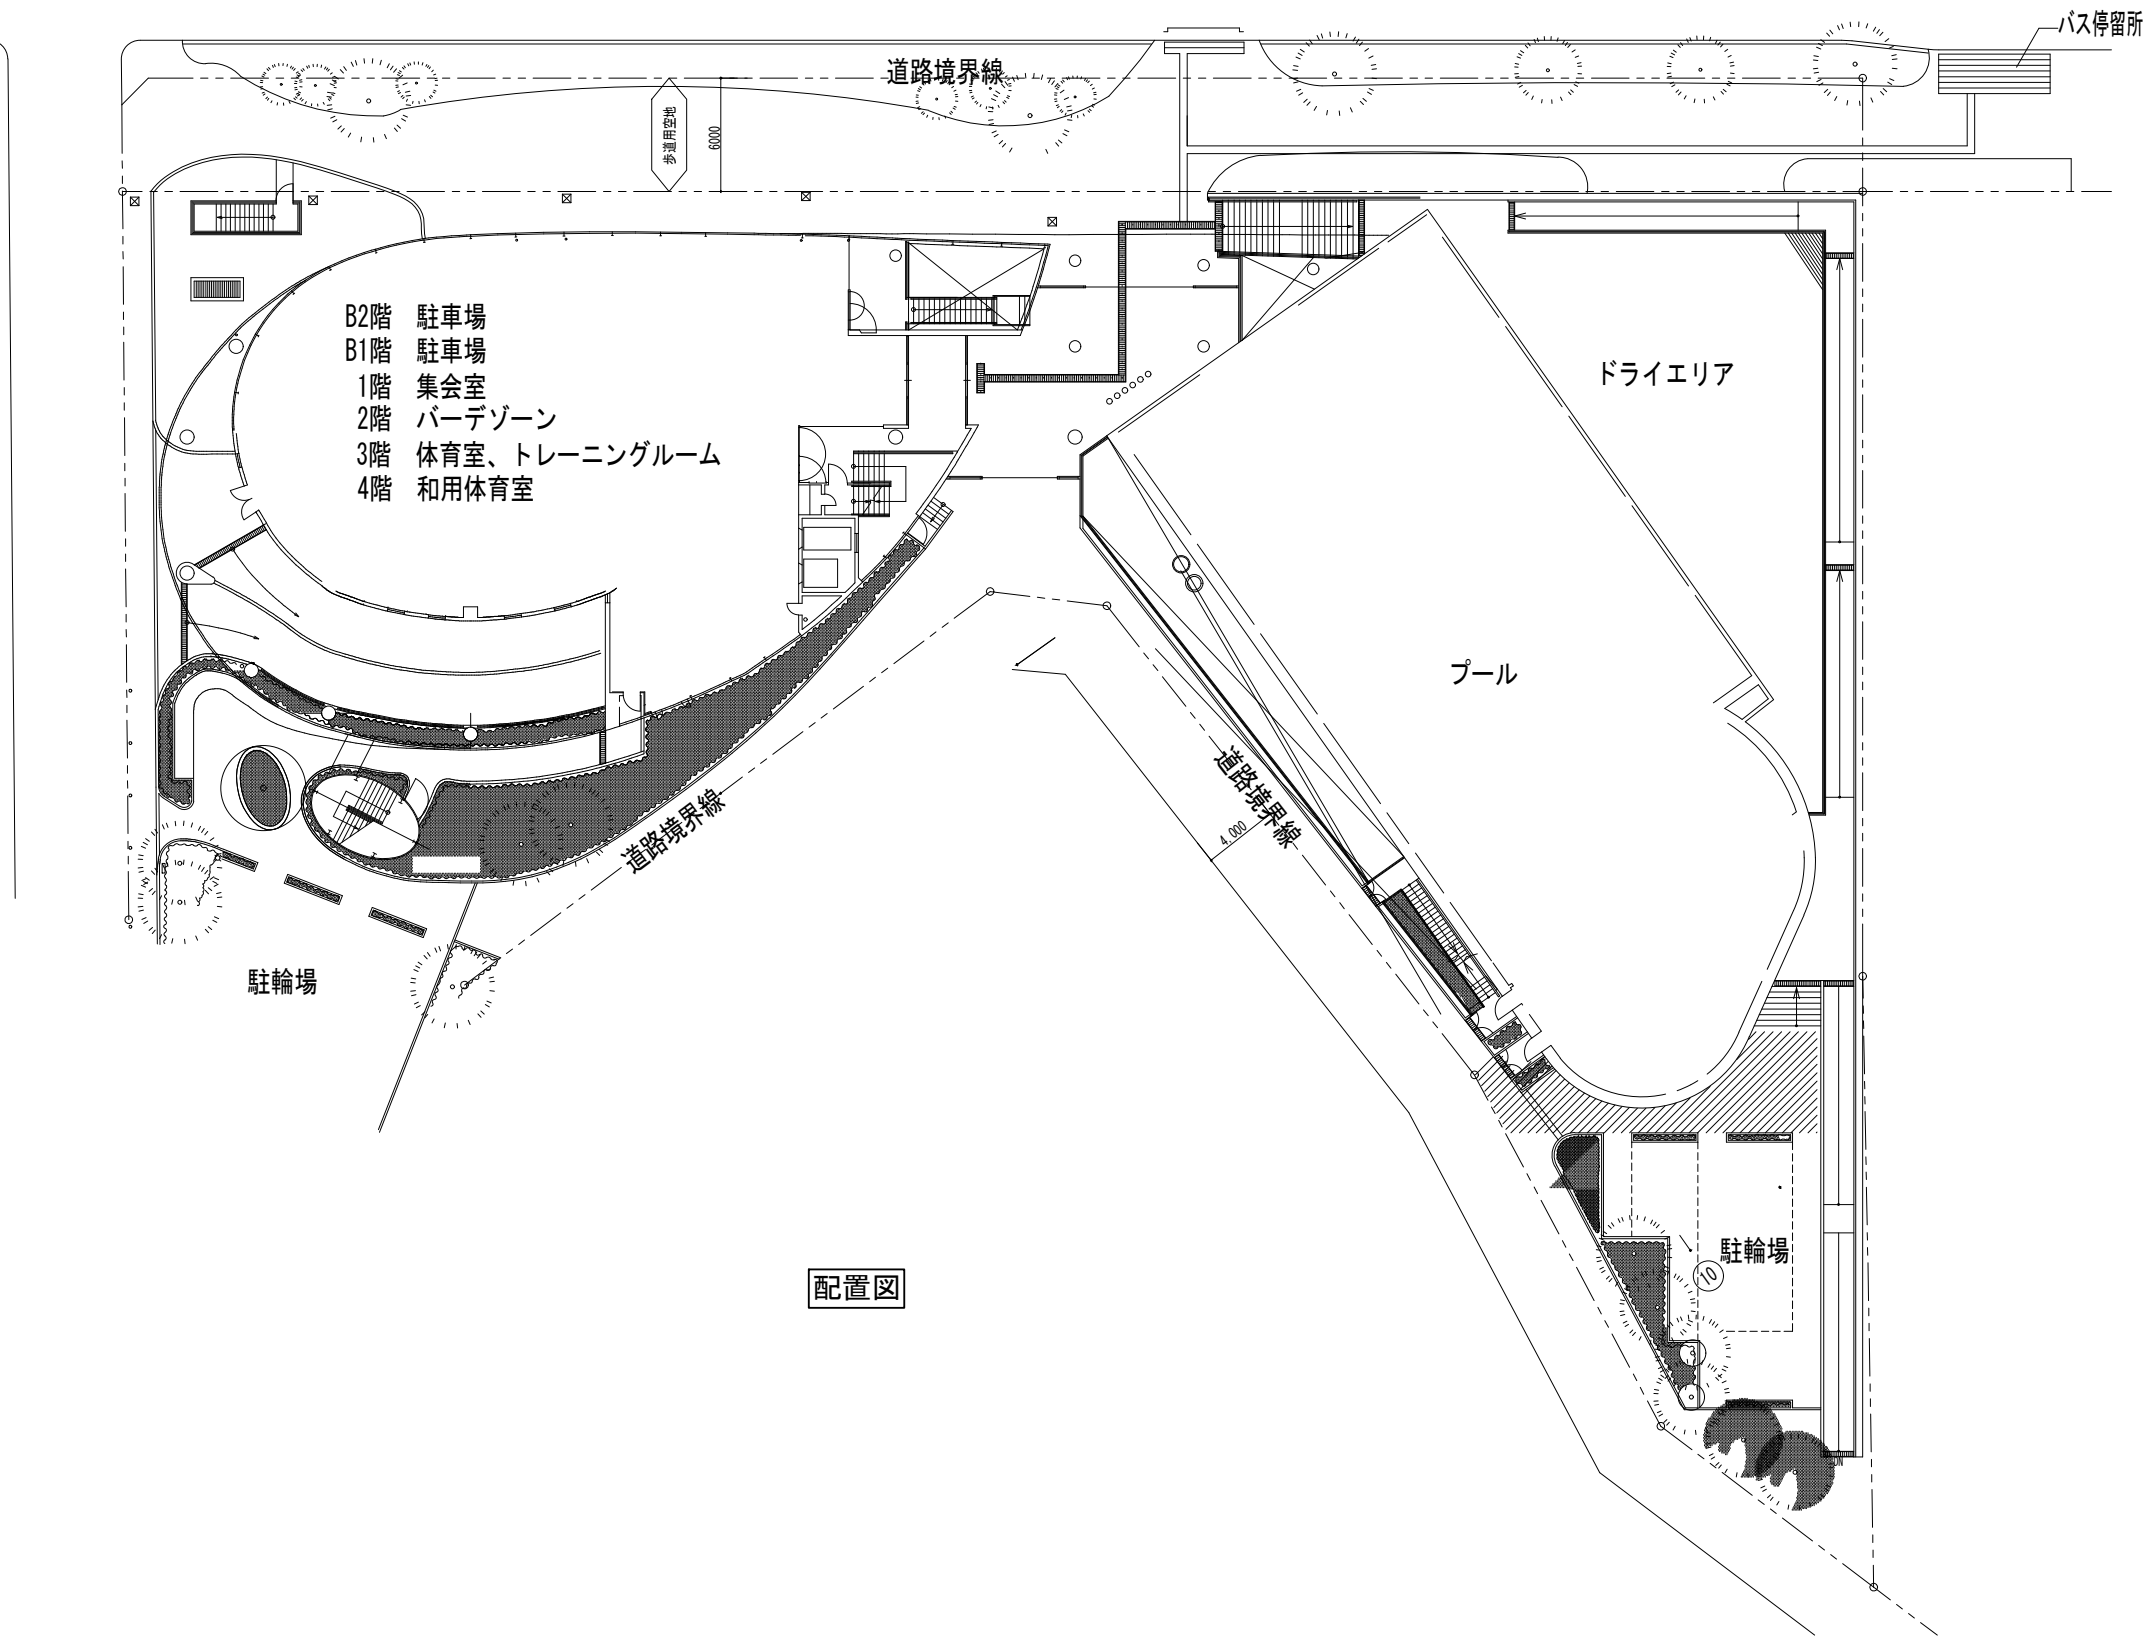 バス停留所
道路境界線
歩道用空地
6000
B2階 駐車場
B1階 駐車場
1階 集会室
2階 バーデゾーン
3階 体育室、トレーニングルーム
4階 和用体育室
ドライエリア
プール
道路境界線
道路境界線
4.000
駐輪場
駐輪場
10
配置図
DN